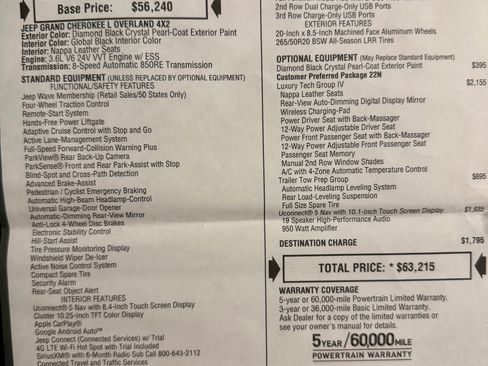 Base Price: $56,240
JEEP GRAND CHEROKEE L OVERLAND 4X2
Exterior Color: Diamond Black Crystal Pearl-Coat Exterior Paint
Interior Color: Global Black Interior Color
Interior: Nappa Leather Seats
Engine: 3.6L V6 24V VVT Engine w/ ESS
Transmission: 8-Speed Automatic 850RE Transmission
STANDARD EQUIPMENT (UNLESS REPLACED BY OPTIONAL EQUIPMENT)
FUNCTIONAL/SAFETY FEATURES
Jeep Wave Membership (Retail Sales/50 States Only)
Four-Wheel Traction Control
Remote-Start System
Hands-Free Power Liftgate
Adaptive Cruise Control with Stop and Go
Active Lane-Management System
Full-Speed Forward-Collision Warning Plus
ParkView® Rear Back-Up Camera
ParkSense® Front and Rear Park-Assist with Stop
Blind-Spot and Cross-Path Detection
Advanced Brake-Assist
Pedestrian / Cyclist Emergency Braking
Automatic High-Beam Headlamp-Control
Universal Garage-Door Opener
Automatic-Dimming Rear-View Mirror
Anti-Lock 4-Wheel Disc Brakes
Electronic Stability Control
Hill-Start Assist
Tire Pressure Monitoring Display
Windshield Wiper De-Icer
Active Noise Control System
Compact Spare Tire
Security Alarm
Rear-Seat Object Alert
INTERIOR FEATURES
Uconnect® 5 Nav with 8.4-Inch Touch Screen Display
Cluster 10.25-Inch TFT Color Display
Apple CarPlay®
Google Android Auto™
Jeep Connect (Connected Services) w/ Trial
4G LTE Wi-Fi Hot Spot with Trial Included
SiriusXM® with 6-Month Radio Sub Call 800-643-2112
Connected Travel and Traffic Services
2nd Row Dual Charge-Only USB Ports
3rd Row Charge-Only USB Ports
EXTERIOR FEATURES
20-Inch x 8.5-Inch Machined Face Aluminum Wheels
265/50R20 BSW All-Season LRR Tires
OPTIONAL EQUIPMENT (May Replace Standard Equipment)
Diamond Black Crystal Pearl-Coat Exterior Paint $395
Customer Preferred Package 22N
Luxury Tech Group IV $2,155
Nappa Leather Seats
Rear-View Auto-Dimming Digital Display Mirror
Wireless Charging-Pad
Power Driver Seat with Back-Massager
12-Way Power Adjustable Driver Seat
Power Front Passenger Seat with Back-Massager
12-Way Power Adjustable Front Passenger Seat
Passenger Seat Memory
Manual 2nd Row Window Shades
A/C with 4-Zone Automatic Temperature Control
Trailer Tow Prep Group $695
Automatic Headlamp Leveling System
Rear Load-Leveling Suspension
Full Size Spare Tire
Uconnect® 5 Nav with 10.1-Inch Touch Screen Display $1,935
19 Speaker High-Performance Audio
950 Watt Amplifier
DESTINATION CHARGE $1,795
TOTAL PRICE: * $63,215
WARRANTY COVERAGE
5-year or 60,000-mile Powertrain Limited Warranty.
3-year or 36,000-mile Basic Limited Warranty.
Ask Dealer for a copy of the limited warranties or
see your owner's manual for details.
5YEAR/60,000MILE
POWERTRAIN WARRANTY